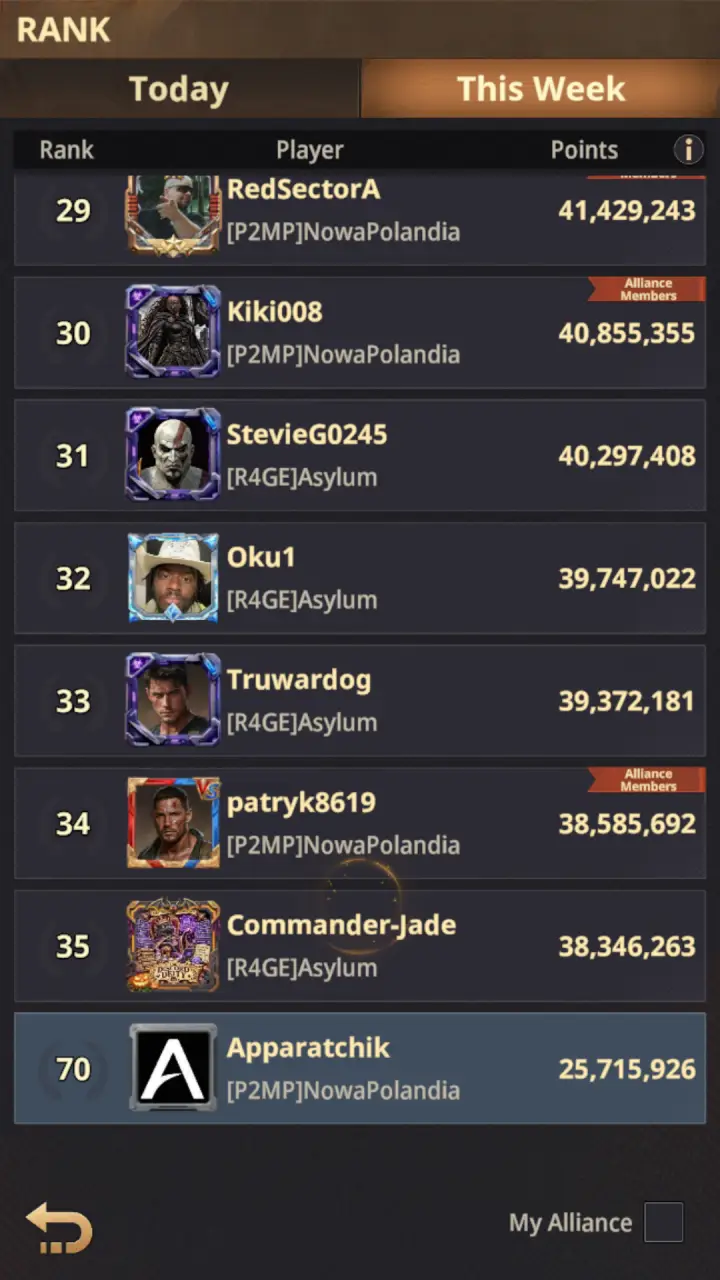 RANK
Today
This Week
Rank
Player
Points
29
RedSectorA
[P2MP]NowaPolandia
Members
41,429,243
30
Kiki008
[P2MP]NowaPolandia
Alliance
Members
40,855,355
31
StevieG0245
[R4GE]Asylum
40,297,408
32
Oku1
[R4GE]Asylum
39,747,022
33
Truwardog
[R4GE]Asylum
39,372,181
34
VS
patryk8619
[P2MP]NowaPolandia
Alliance
Members
38,585,692
35
Commander-Jade
[R4GE]Asylum
38,346,263
70
Apparatchik
[P2MP]NowaPolandia
25,715,926
My Alliance